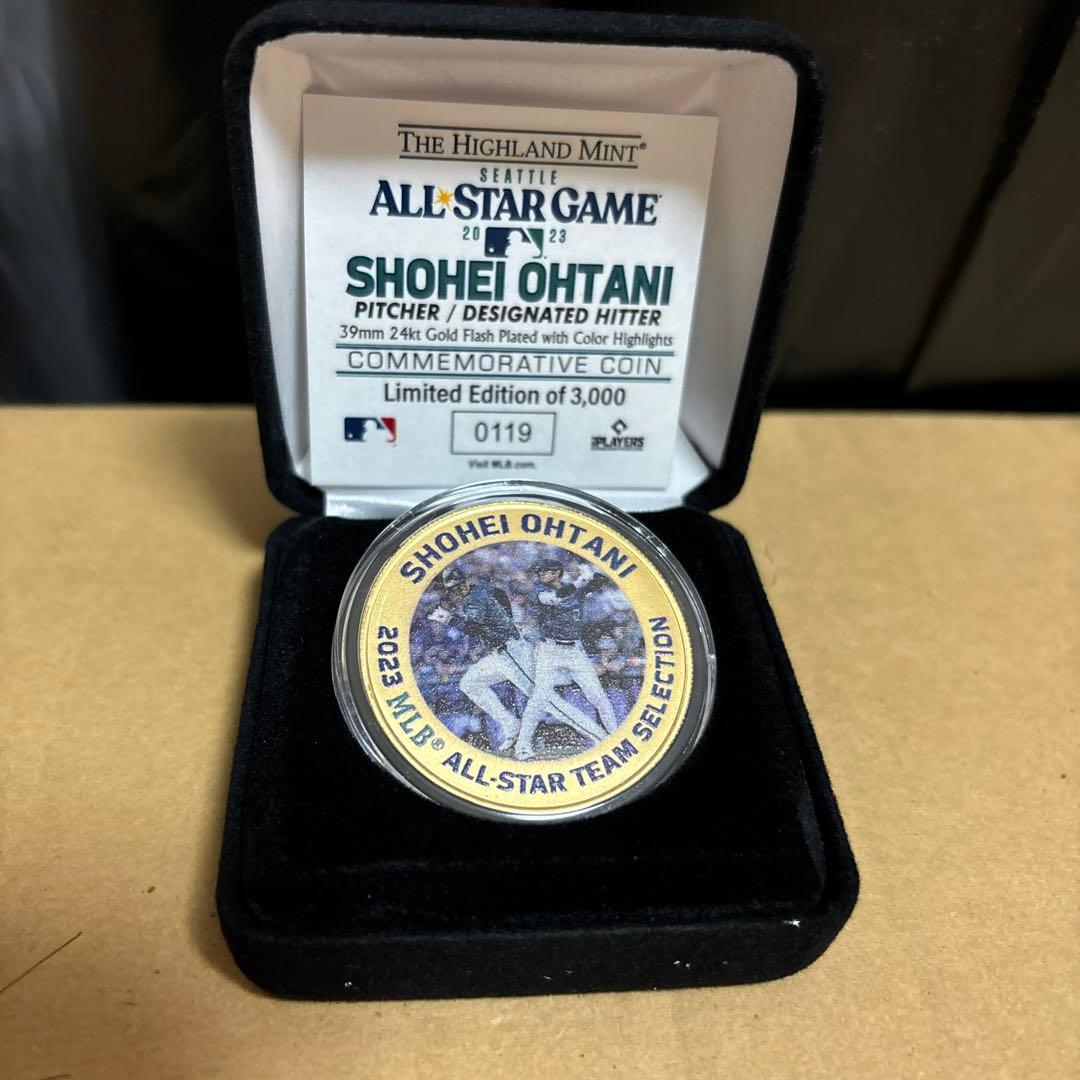 THE HIGHLAND MINT®
SEATTLE
ALL STAR GAME
20 23
SHOHEI OHTANI
PITCHER / DESIGNATED HITTER
39mm 24kt Gold Flash Plated with Color Highlights
COMMEMORATIVE COIN
Limited Edition of 3,000
0119
PLAYERS
Visit MLB.com.
SHOHEI OHTANI
2023 MLB® ALL-STAR TEAM SELECTION